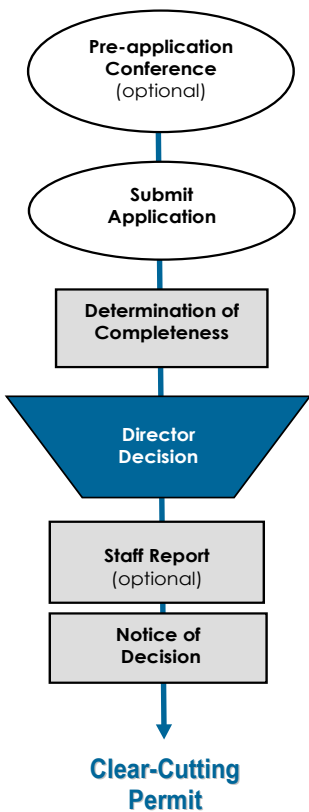 Pre-application
Conference
(optional)
Submit
Application
Determination of
Completeness
Director
Decision
Staff Report
(optional)
Notice of
Decision
Clear-Cutting
Permit